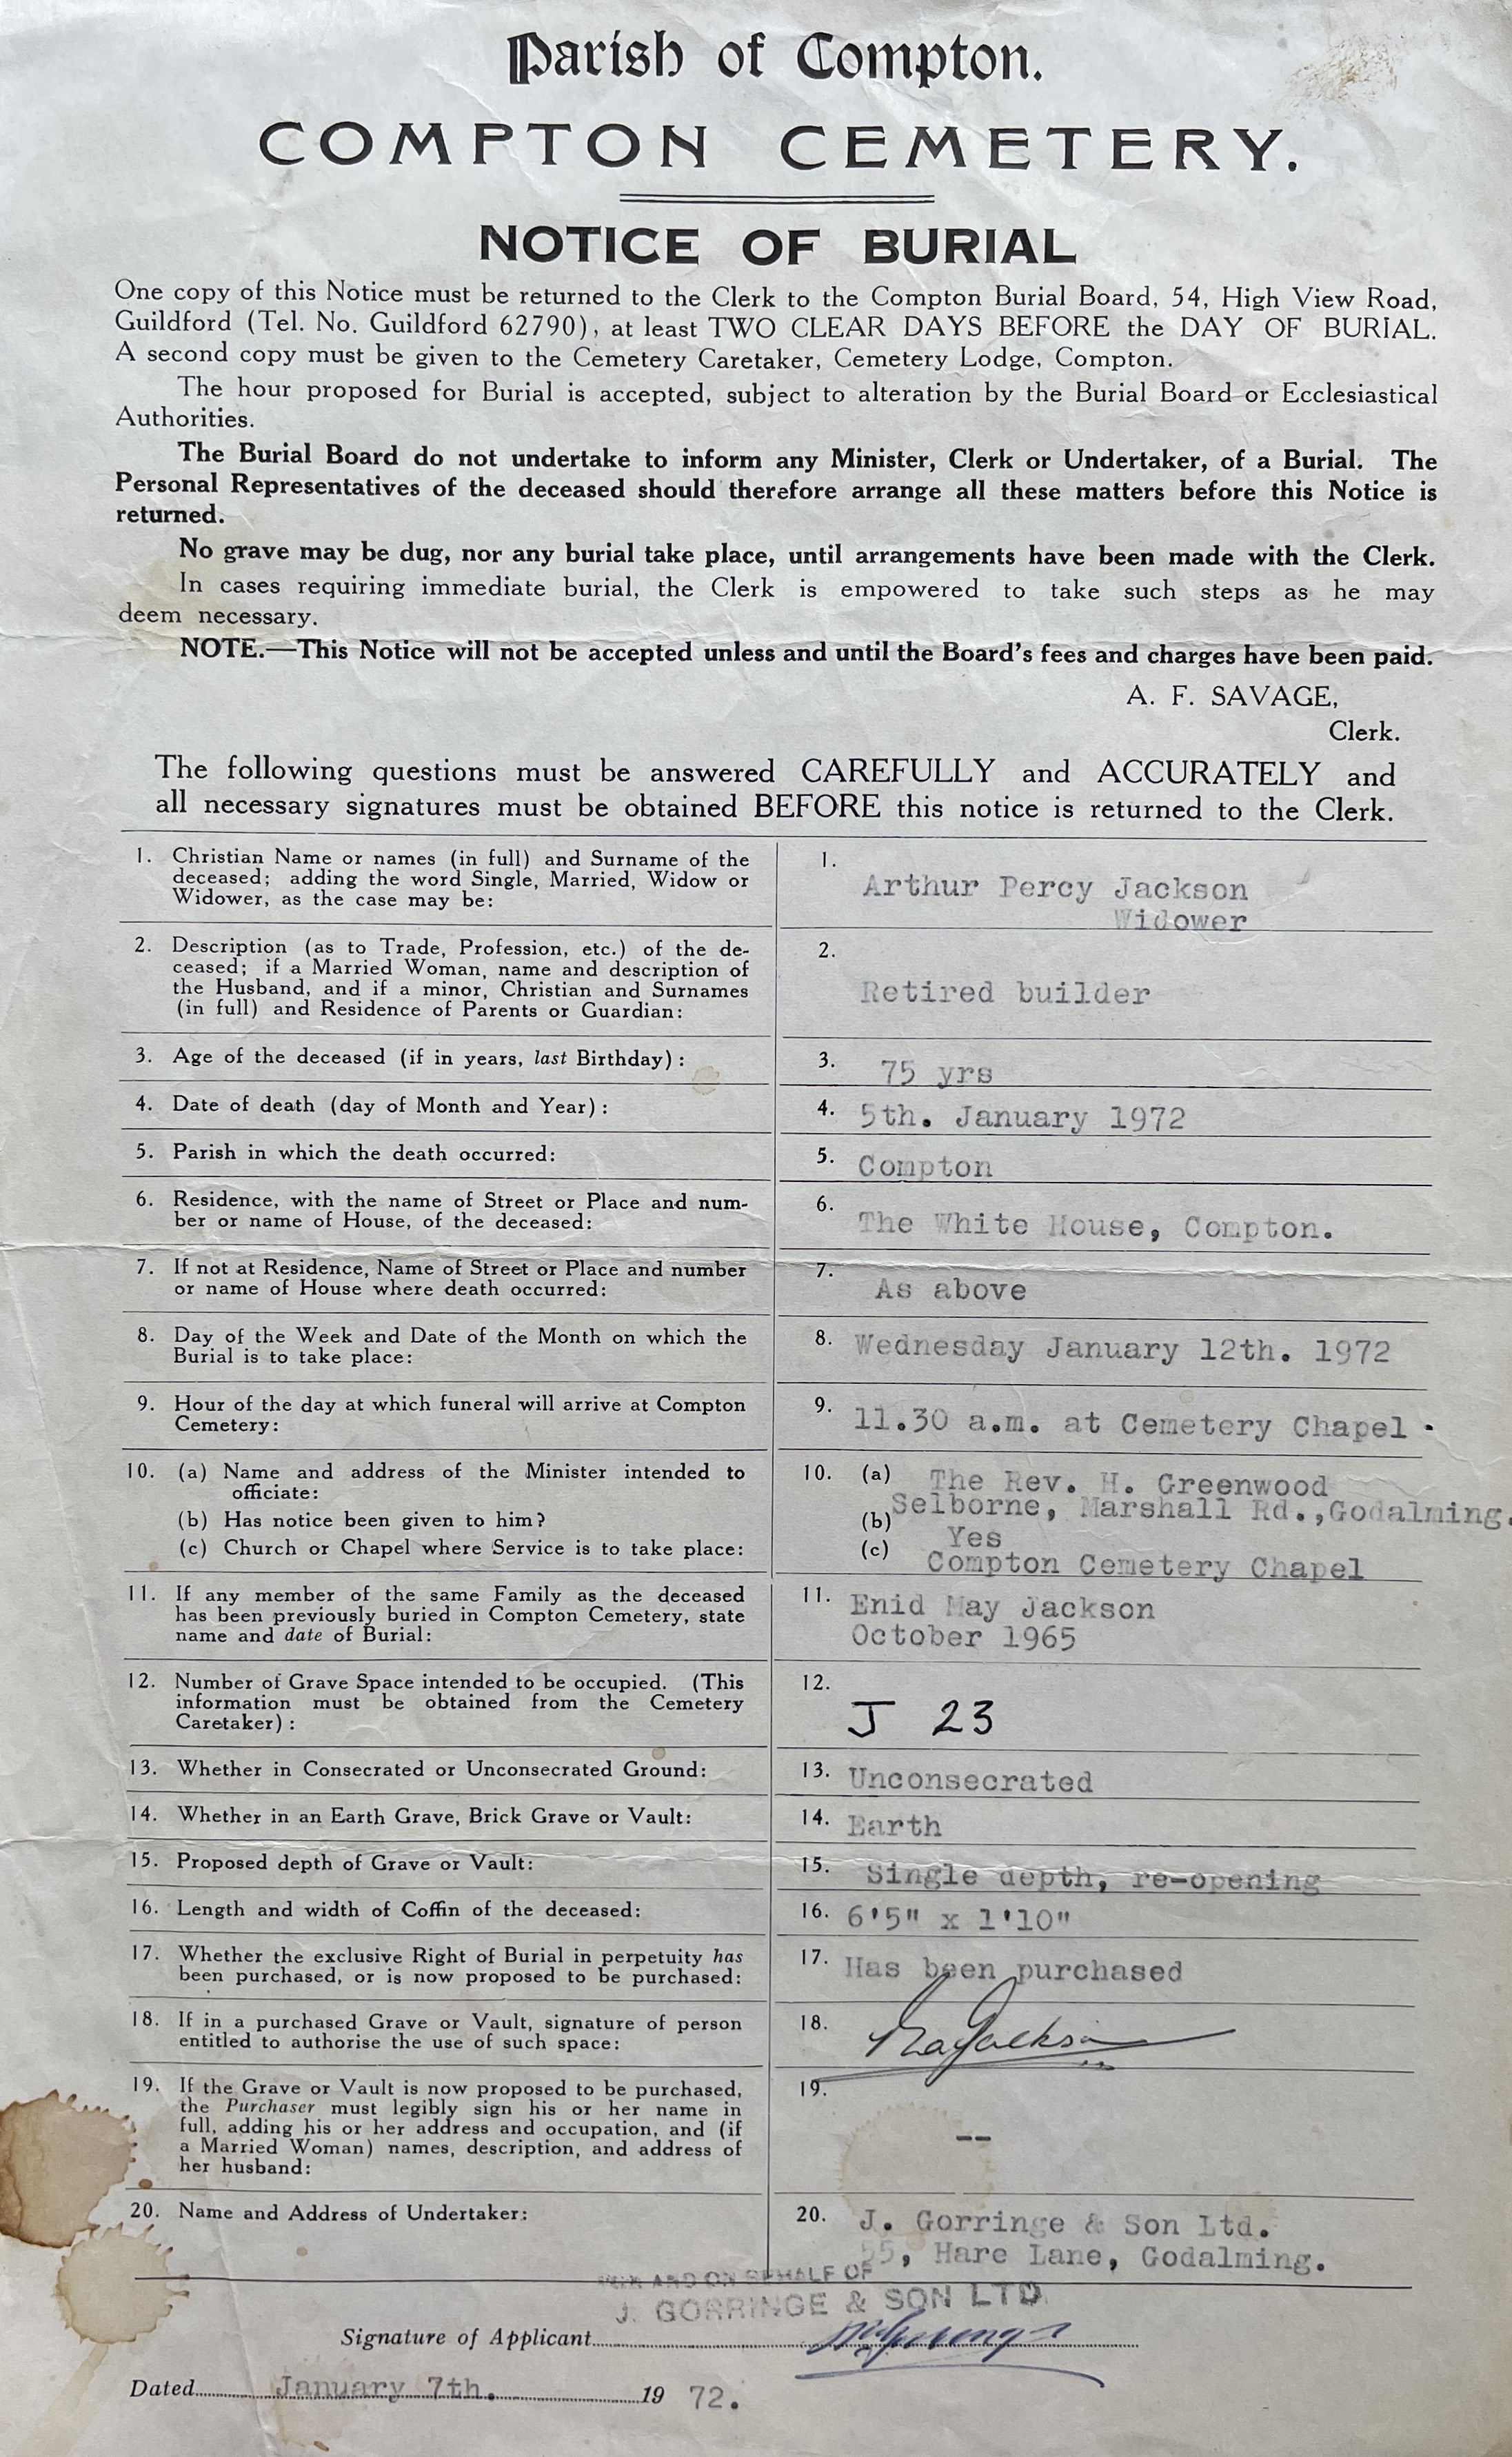 Parish of Compton.
COMPTON CEMETERY.
NOTICE OF BURIAL
One copy of this Notice must be returned to the Clerk to the Compton Burial Board, 54, High View Road,
Guildford (Tel. No. Guildford 62790), at least TWO CLEAR DAYS BEFORE the DAY OF BURIAL.
A second copy must be given to the Cemetery Caretaker, Cemetery Lodge, Compton.
The hour proposed for Burial is accepted, subject to alteration by the Burial Board or Ecclesiastical
Authorities.
The Burial Board do not undertake to inform any Minister, Clerk or Undertaker, of a Burial. The
Personal Representatives of the deceased should therefore arrange all these matters before this Notice is
returned.
No grave may be dug, nor any burial take place, until arrangements have been made with the Clerk.
In cases requiring immediate burial, the Clerk is empowered to take such steps as he may
deem necessary.
NOTE.—This Notice will not be accepted unless and until the Board's fees and charges have been paid.
A. F. SAVAGE,
Clerk.
The following questions must be answered CAREFULLY and ACCURATELY and
all necessary signatures must be obtained BEFORE this notice is returned to the Clerk.
1. Christian Name or names (in full) and Surname of the
deceased; adding the word Single, Married, Widow or
Widower, as the case may be:
1.
Arthur Percy Jackson
Widower
2. Description (as to Trade, Profession, etc.) of the de-
ceased; if a Married Woman, name and description of
the Husband, and if a minor, Christian and Surnames
(in full) and Residence of Parents or Guardian:
2.
Retired builder
3. Age of the deceased (if in years, last Birthday):
3. 75 yrs
4. Date of death (day of Month and Year):
4. 5th. January 1972
5. Parish in which the death occurred:
5. Compton
6. Residence, with the name of Street or Place and num-
ber or name of House, of the deceased:
6. The White House, Compton.
7. If not at Residence, Name of Street or Place and number
or name of House where death occurred:
7. As above
8. Day of the Week and Date of the Month on which the
Burial is to take place:
8. Wednesday January 12th. 1972
9. Hour of the day at which funeral will arrive at Compton
Cemetery:
9. 11.30 a.m. at Cemetery Chapel .
10. (a) Name and address of the Minister intended to
officiate:
(b) Has notice been given to him?
(c) Church or Chapel where Service is to take place:
10. (a) The Rev. H. Greenwood
Selborne, Marshall Rd.,Godalming.
(b) Yes
(c) Compton Cemetery Chapel
11. If any member of the same Family as the deceased
has been previously buried in Compton Cemetery, state
name and date of Burial:
11. Enid May Jackson
October 1965
12. Number of Grave Space intended to be occupied. (This
information must be obtained from the Cemetery
Caretaker):
12.
J 23
13. Whether in Consecrated or Unconsecrated Ground:
13. Unconsecrated
14. Whether in an Earth Grave, Brick Grave or Vault:
14. Earth
15. Proposed depth of Grave or Vault:
15. Single depth, re-opening
16. Length and width of Coffin of the deceased:
16. 6'5" x 1'10"
17. Whether the exclusive Right of Burial in perpetuity has
been purchased, or is now proposed to be purchased:
17. Has been purchased
18. If in a purchased Grave or Vault, signature of person
entitled to authorise the use of such space:
18. Jackson
19. If the Grave or Vault is now proposed to be purchased,
the Purchaser must legibly sign his or her name in
full, adding his or her address and occupation, and (if
a Married Woman) names, description, and address of
her husband:
19.
--
20. Name and Address of Undertaker:
20. J. Gorringe & Son Ltd.
55, Hare Lane, Godalming.
FOR AND ON BEHALF OF
J. GORRINGE & SON LTD
Signature of Applicant
Dated January 7th. 19 72.